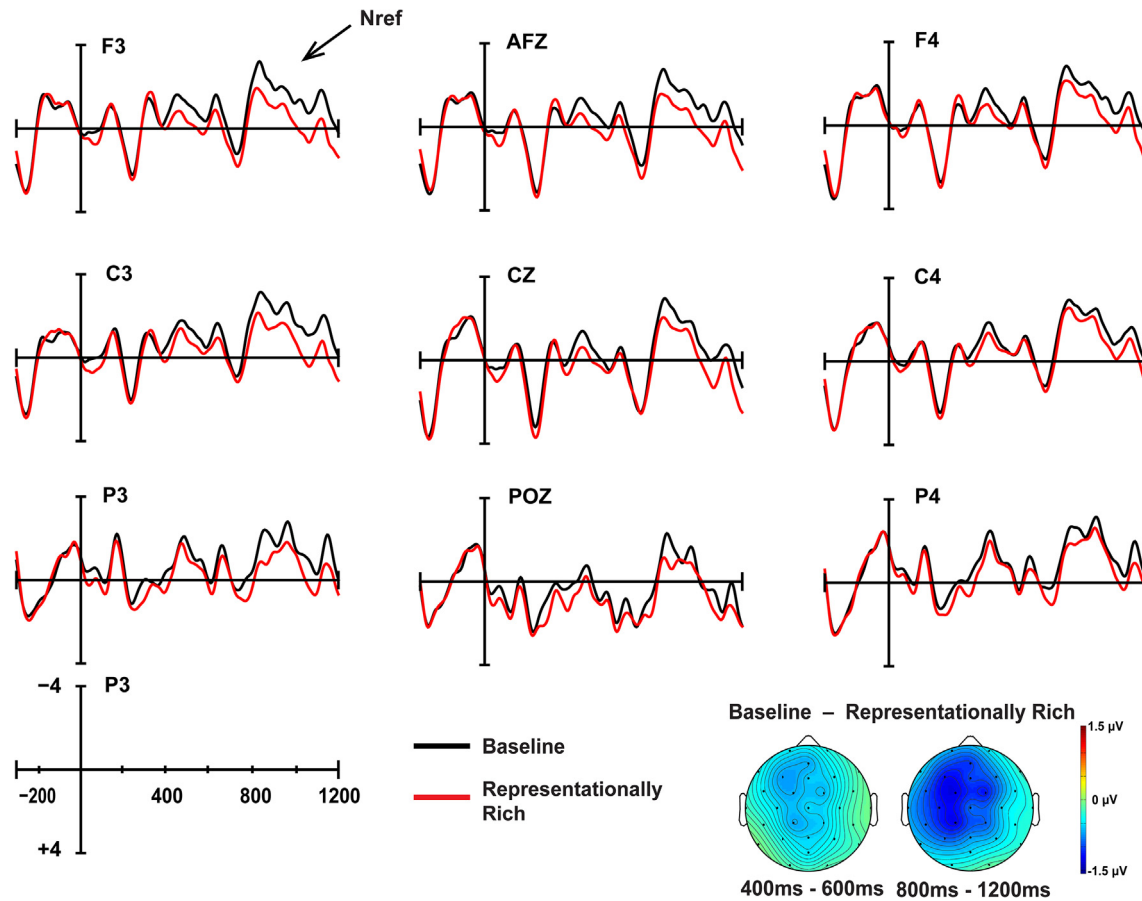 Nref
F3
AFZ
F4
C3
CZ
C4
P3
POZ
P4
−4
P3
−200
400
800
1200
+4
Baseline
Representationally
Rich
Baseline – Representationally Rich
1.5 µV
0 µV
-1.5 µV
400ms - 600ms
800ms - 1200ms